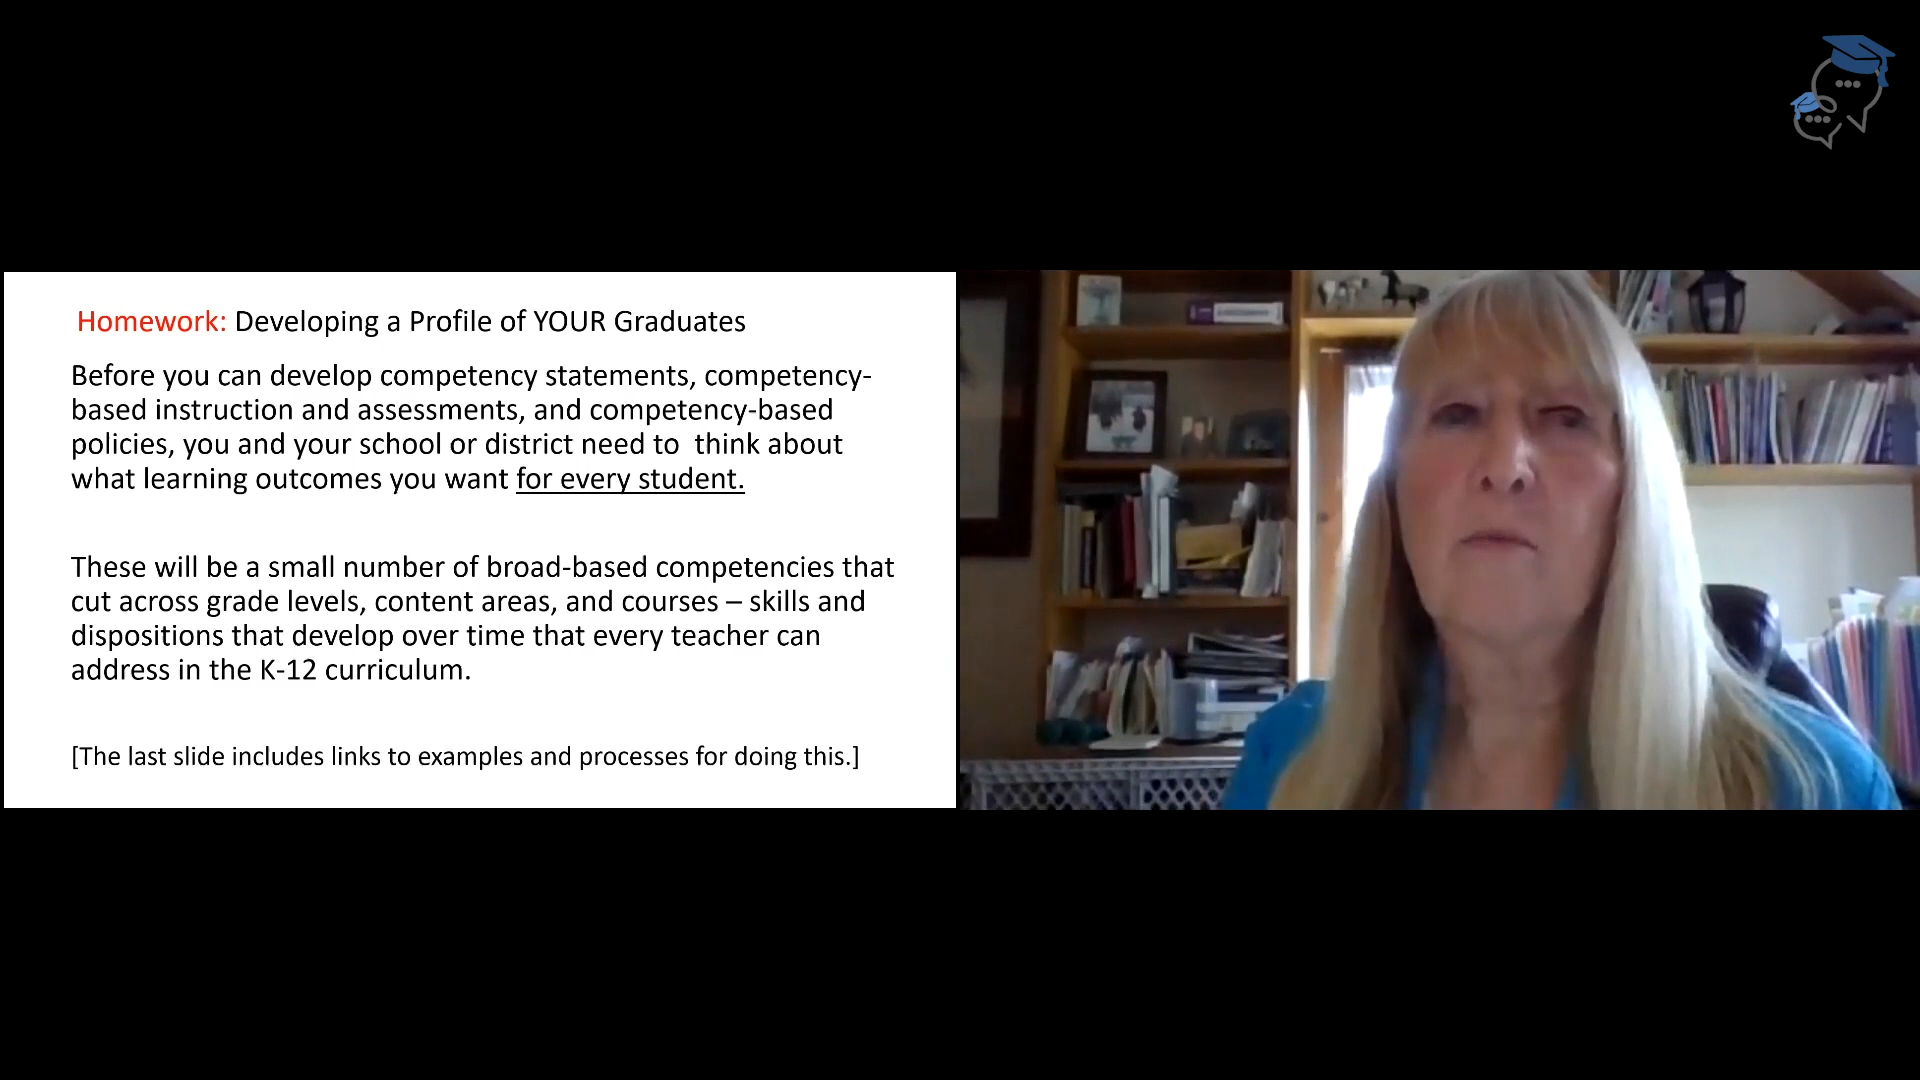 Homework: Developing a Profile of YOUR Graduates
Before you can develop competency statements, competency-
based instruction and assessments, and competency-based
policies, you and your school or district need to  think about
what learning outcomes you want for every student.
These will be a small number of broad-based competencies that
cut across grade levels, content areas, and courses – skills and
dispositions that develop over time that every teacher can
address in the K-12 curriculum.
[The last slide includes links to examples and processes for doing this.]